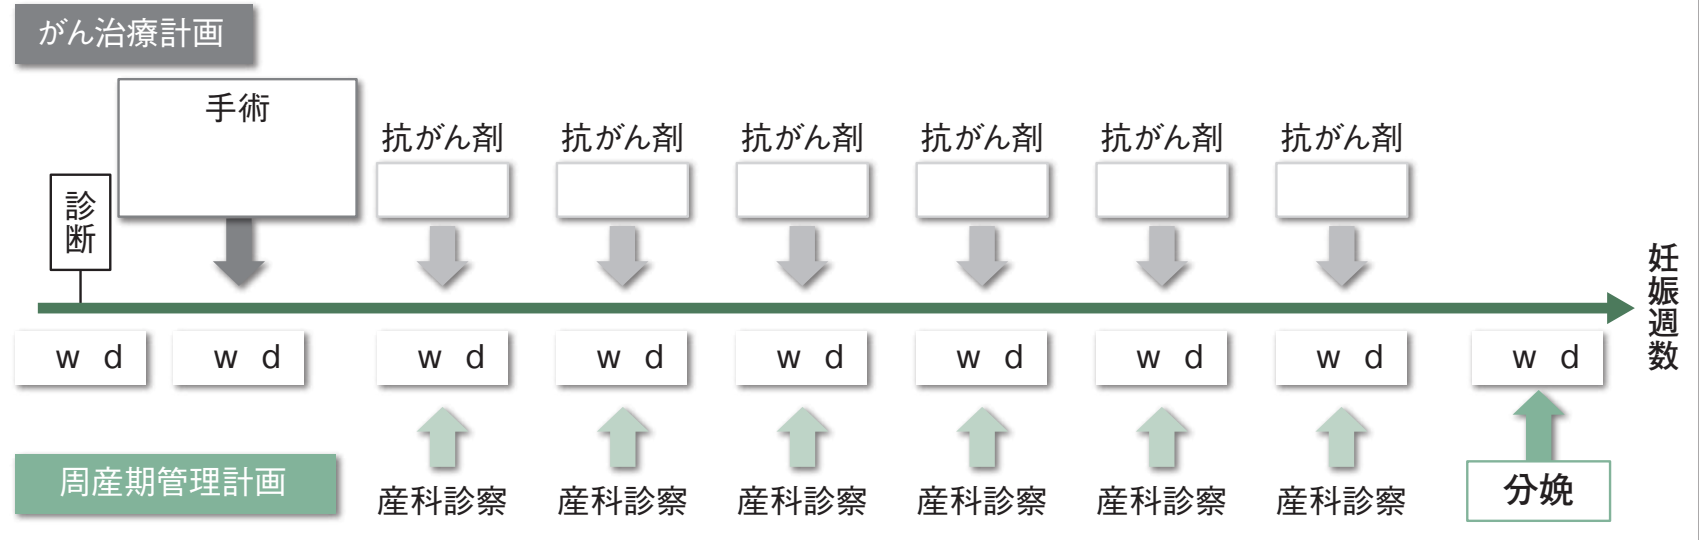 がん治療計画
手術
抗がん剤 抗がん剤 抗がん剤 抗がん剤 抗がん剤 抗がん剤
診断
妊娠週数
w d w d w d w d w d w d w d w d w d
周産期管理計画
産科診察 産科診察 産科診察 産科診察 産科診察 産科診察
分娩